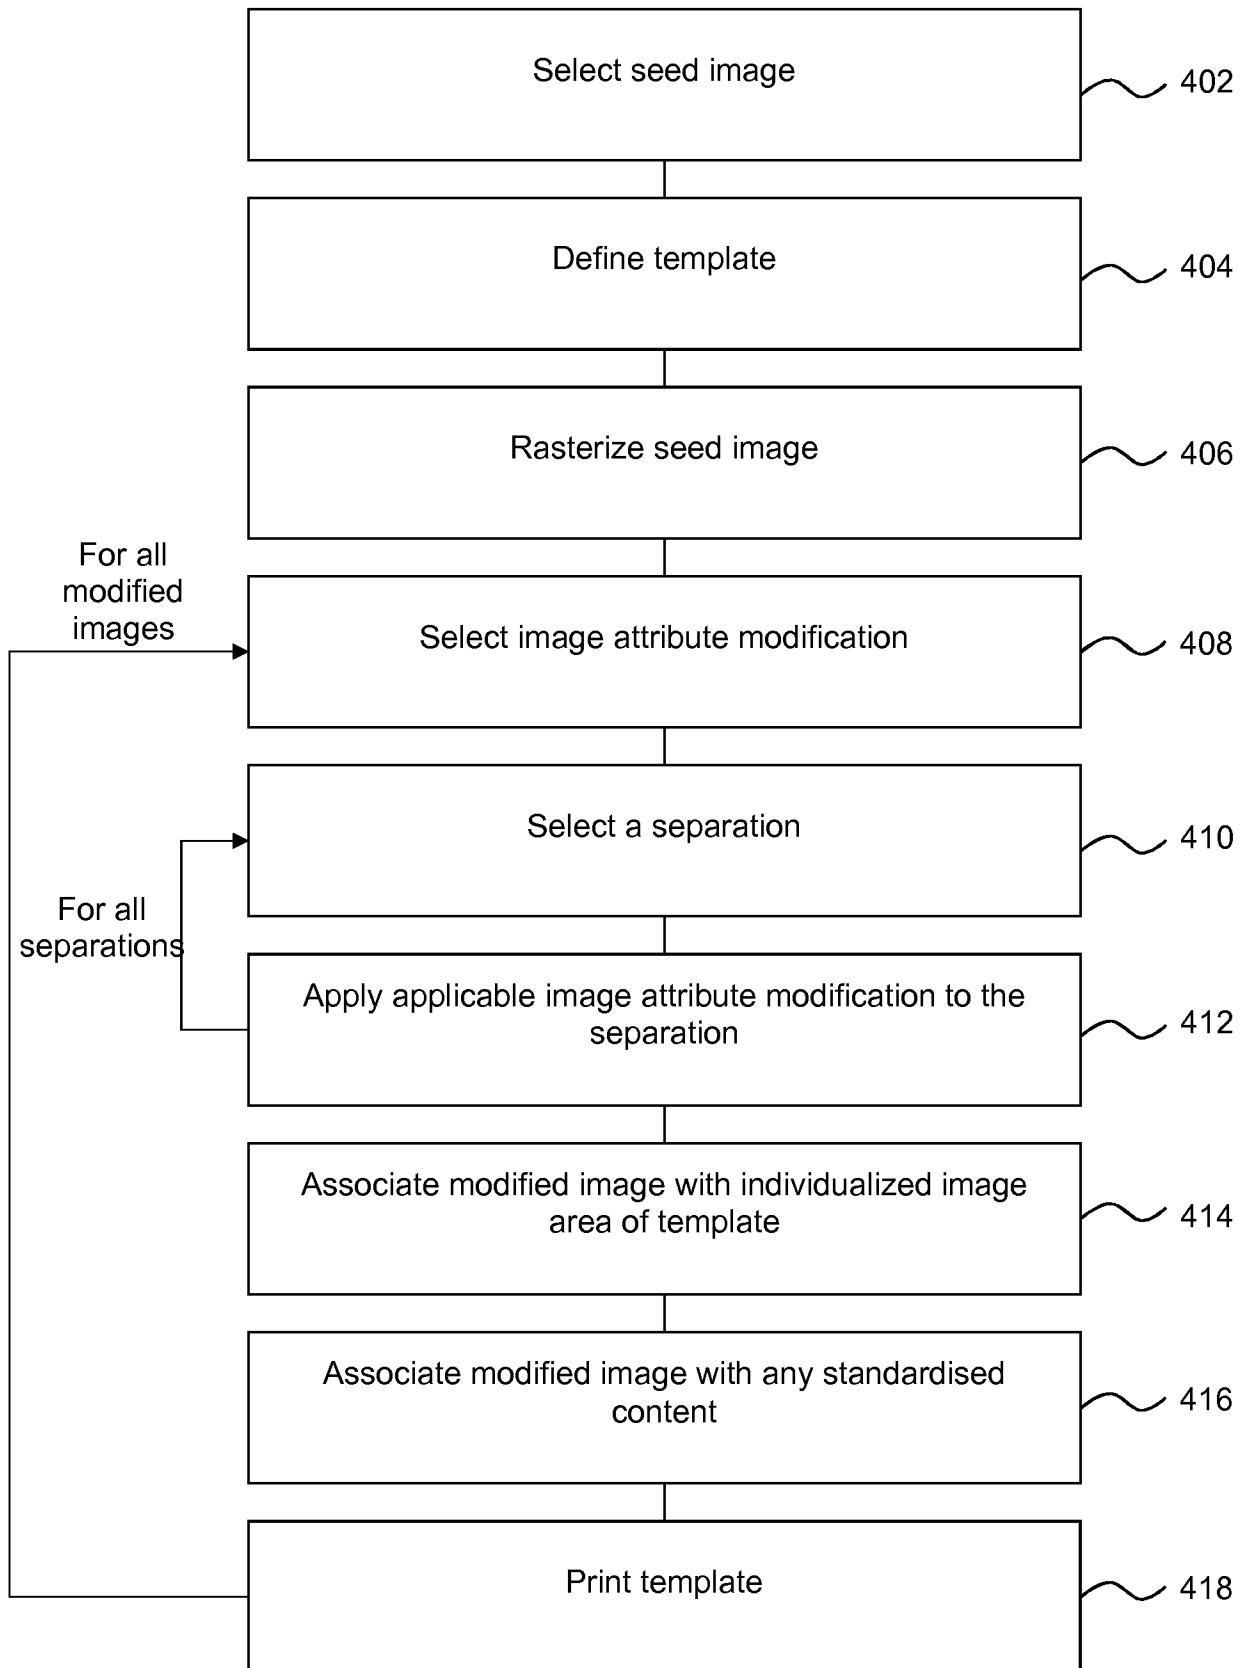 Select seed image
402
Define template
404
Rasterize seed image
406
For all
modified
images
Select image attribute modification
408
Select a separation
410
For all
separations
Apply applicable image attribute modification to the
separation
412
Associate modified image with individualized image
area of template
414
Associate modified image with any standardised
content
416
Print template
418